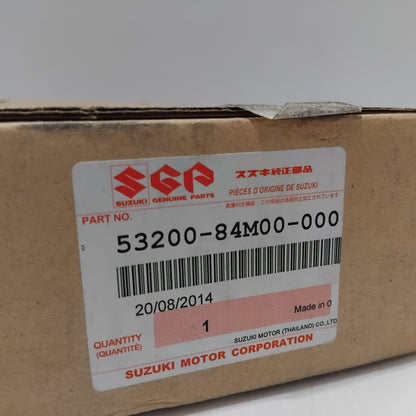 SGP
SUZUKI GENUINE PARTS
スズキ純正部品
PIÈCES D'ORIGINE DE SUZUKI
PART NO.
53200-84M00-000
20/08/2014
Made in 0
QUANTITY
(QUANTITÉ)
1
SUZUKI MOTOR (THAILAND) CO.,LTD
SUZUKI MOTOR CORPORATION